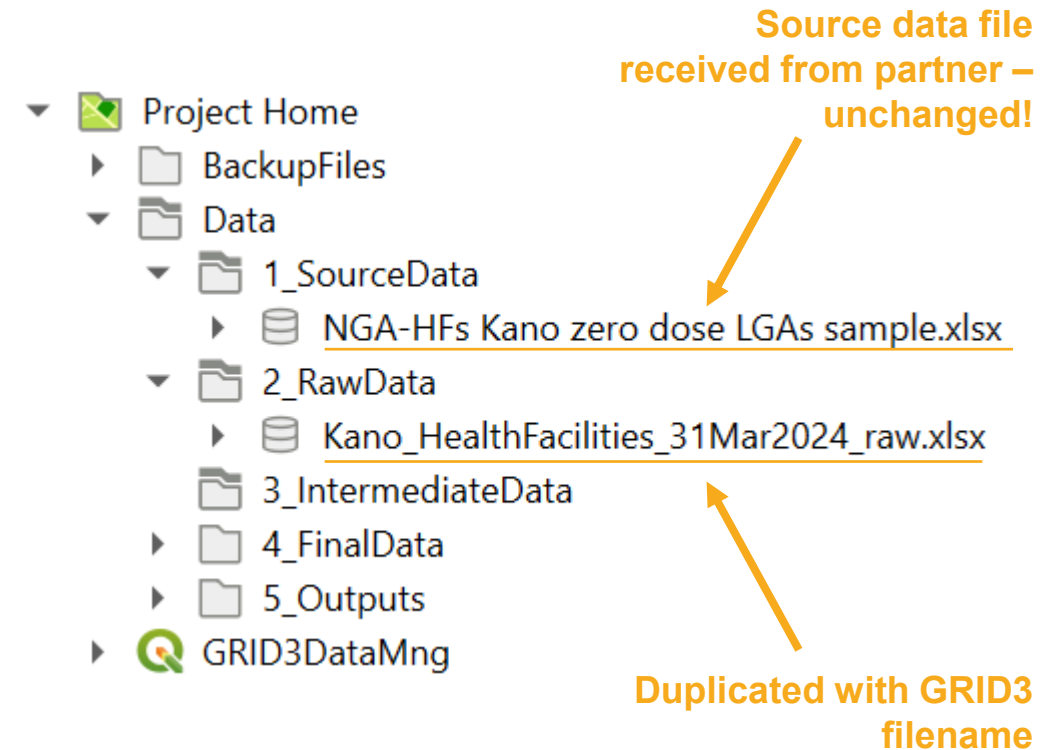 Source data file
received from partner –
unchanged!
Project Home
BackupFiles
Data
1_SourceData
NGA-HFs Kano zero dose LGAs sample.xlsx
2_RawData
Kano_HealthFacilities_31Mar2024_raw.xlsx
3_IntermediateData
4_FinalData
5_Outputs
GRID3DataMng
Duplicated with GRID3
filename